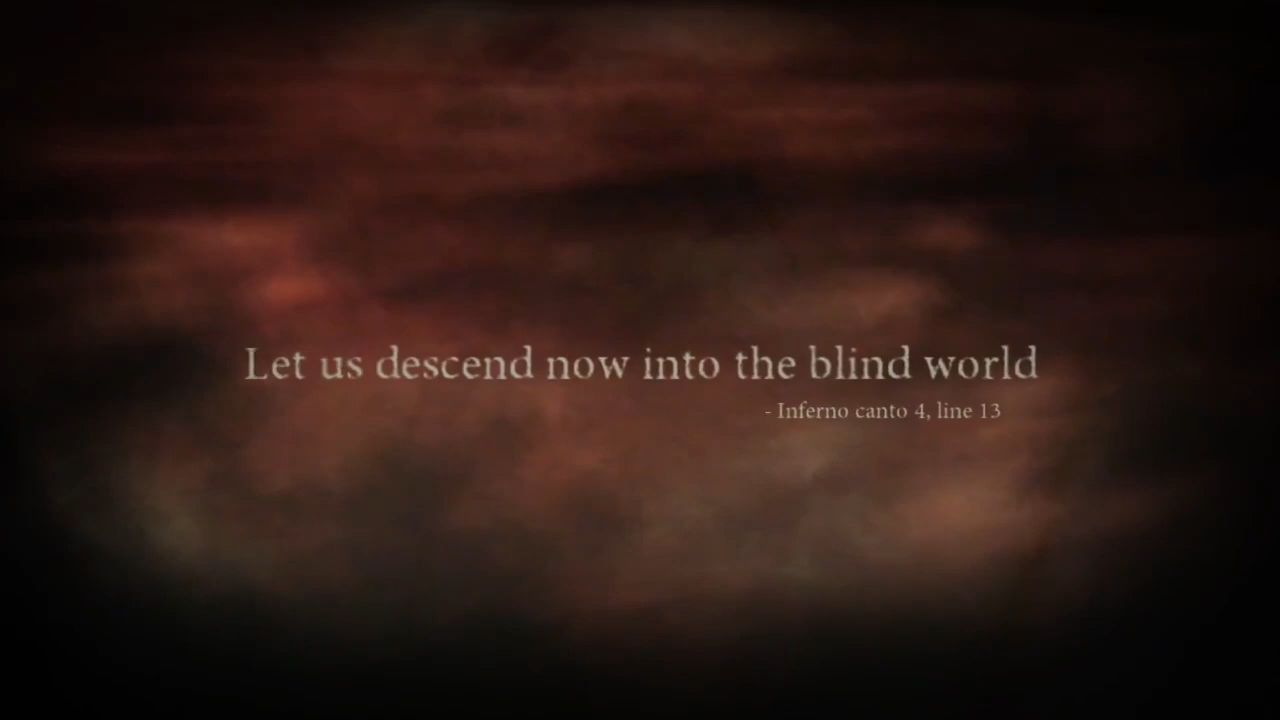 Let us descend now into the blind world
- Inferno canto 4, line 13